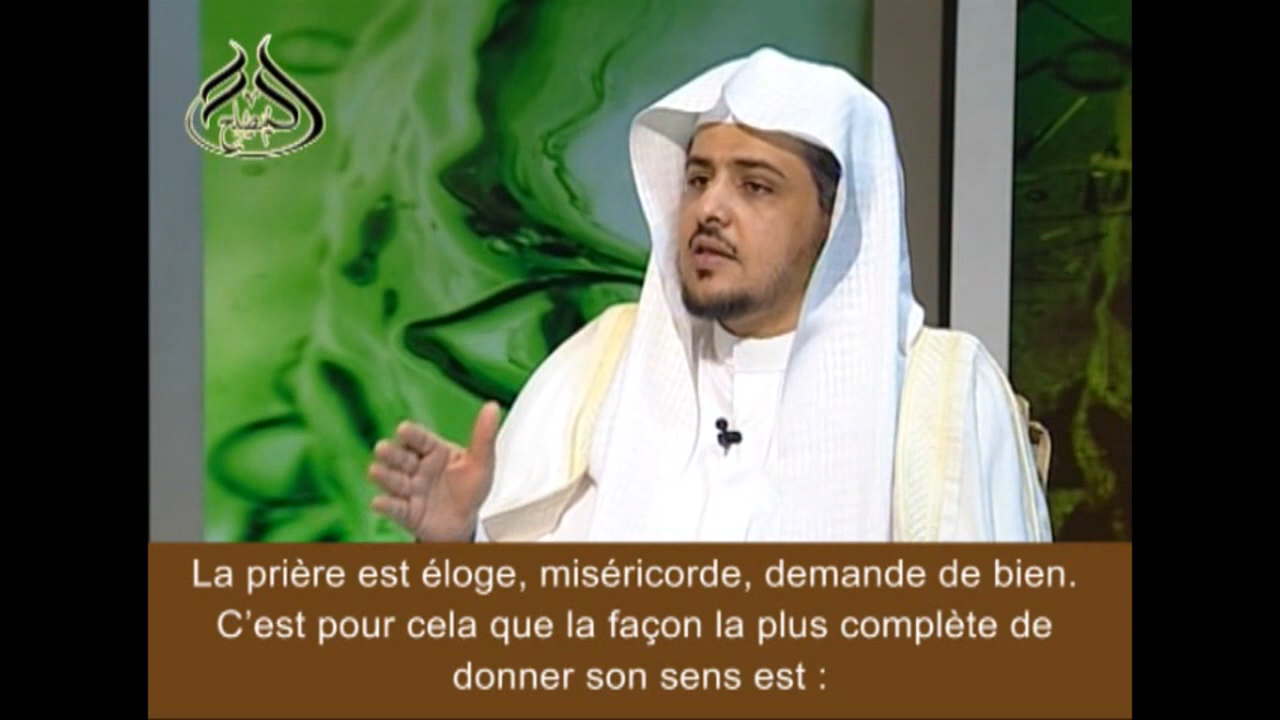 La prière est éloge, miséricorde, demande de bien.
C’est pour cela que la façon la plus complète de
donner son sens est :